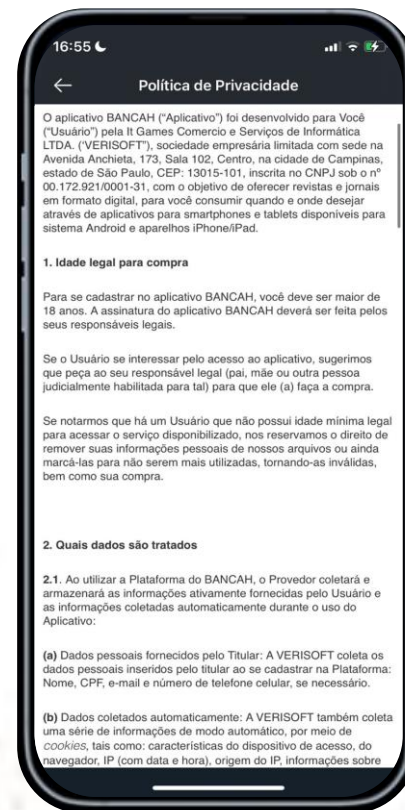 16:55
Política de Privacidade
O aplicativo BANCAH (“Aplicativo”) foi desenvolvido para Você
(“Usuário”) pela It Games Comercio e Serviços de Informática
LTDA. (‘VERISOFT”), sociedade empresária limitada com sede na
Avenida Anchieta, 173, Sala 102, Centro, na cidade de Campinas,
estado de São Paulo, CEP: 13015-101, inscrita no CNPJ sob o nº
00.172.921/0001-31, com o objetivo de oferecer revistas e jornais
em formato digital, para você consumir quando e onde desejar
através de aplicativos para smartphones e tablets disponíveis para
sistema Android e aparelhos iPhone/iPad.
1. Idade legal para compra
Para se cadastrar no aplicativo BANCAH, você deve ser maior de
18 anos. A assinatura do aplicativo BANCAH deverá ser feita pelos
seus responsáveis legais.
Se o Usuário se interessar pelo acesso ao aplicativo, sugerimos
que peça ao seu responsável legal (pai, mãe ou outra pessoa
judicialmente habilitada para tal) para que ele (a) faça a compra.
Se notarmos que há um Usuário que não possui idade mínima legal
para acessar o serviço disponibilizado, nos reservamos o direito de
remover suas informações pessoais de nossos arquivos ou ainda
marcá-las para não serem mais utilizadas, tornando-as inválidas,
bem como sua compra.
2. Quais dados são tratados
2.1. Ao utilizar a Plataforma do BANCAH, o Provedor coletará e
armazenará as informações ativamente fornecidas pelo Usuário e
as informações coletadas automaticamente durante o uso do
Aplicativo:
(a) Dados pessoais fornecidos pelo Titular: A VERISOFT coleta os
dados pessoais inseridos pelo titular ao se cadastrar na Plataforma:
Nome, CPF, e-mail e número de telefone celular, se necessário.
(b) Dados coletados automaticamente: A VERISOFT também coleta
uma série de informações de modo automático, por meio de
cookies, tais como: características do dispositivo de acesso, do
navegador, IP (com data e hora), origem do IP, informações sobre